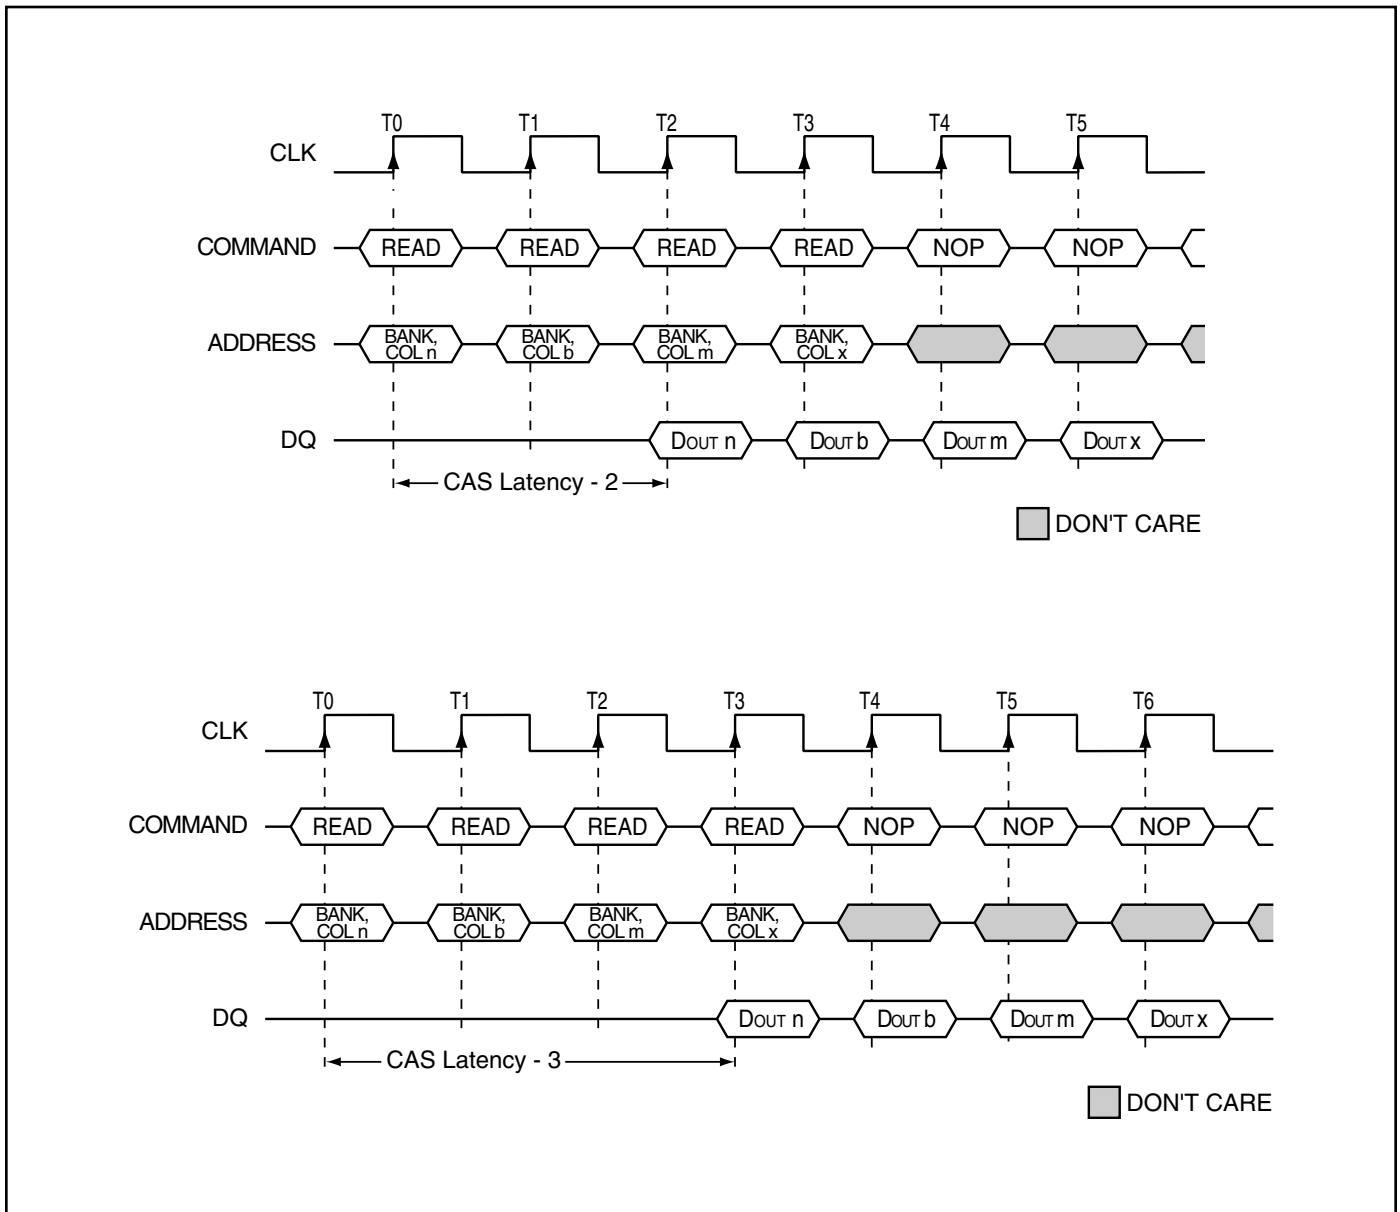 T0 T1 T2 T3 T4 T5
CLK
COMMAND READ READ READ READ NOP NOP
ADDRESS BANK, COL n BANK, COL b BANK, COL m BANK, COL x
DQ DOUT n DOUT b DOUT m DOUT x
CAS Latency - 2
DON'T CARE
T0 T1 T2 T3 T4 T5 T6
CLK
COMMAND READ READ READ READ NOP NOP NOP
ADDRESS BANK, COL n BANK, COL b BANK, COL m BANK, COL x
DQ DOUT n DOUT b DOUT m DOUT x
CAS Latency - 3
DON'T CARE